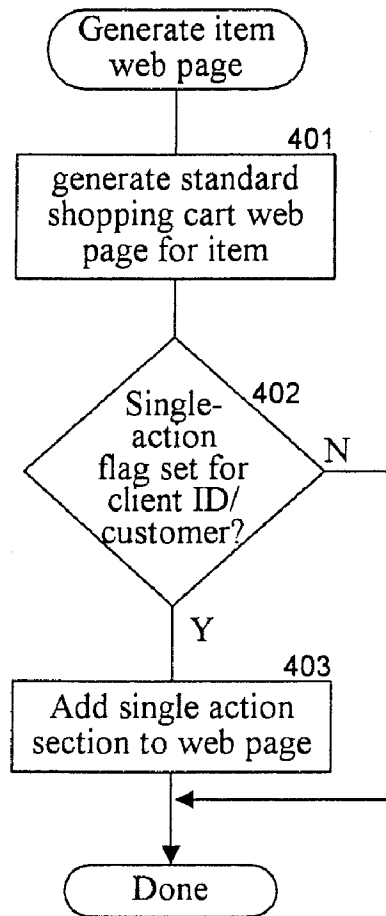 Generate item
web page
401
generate standard
shopping cart web
page for item
402
Single-
action
flag set for
client ID/
customer?
N
Y
403
Add single action
section to web page
Done